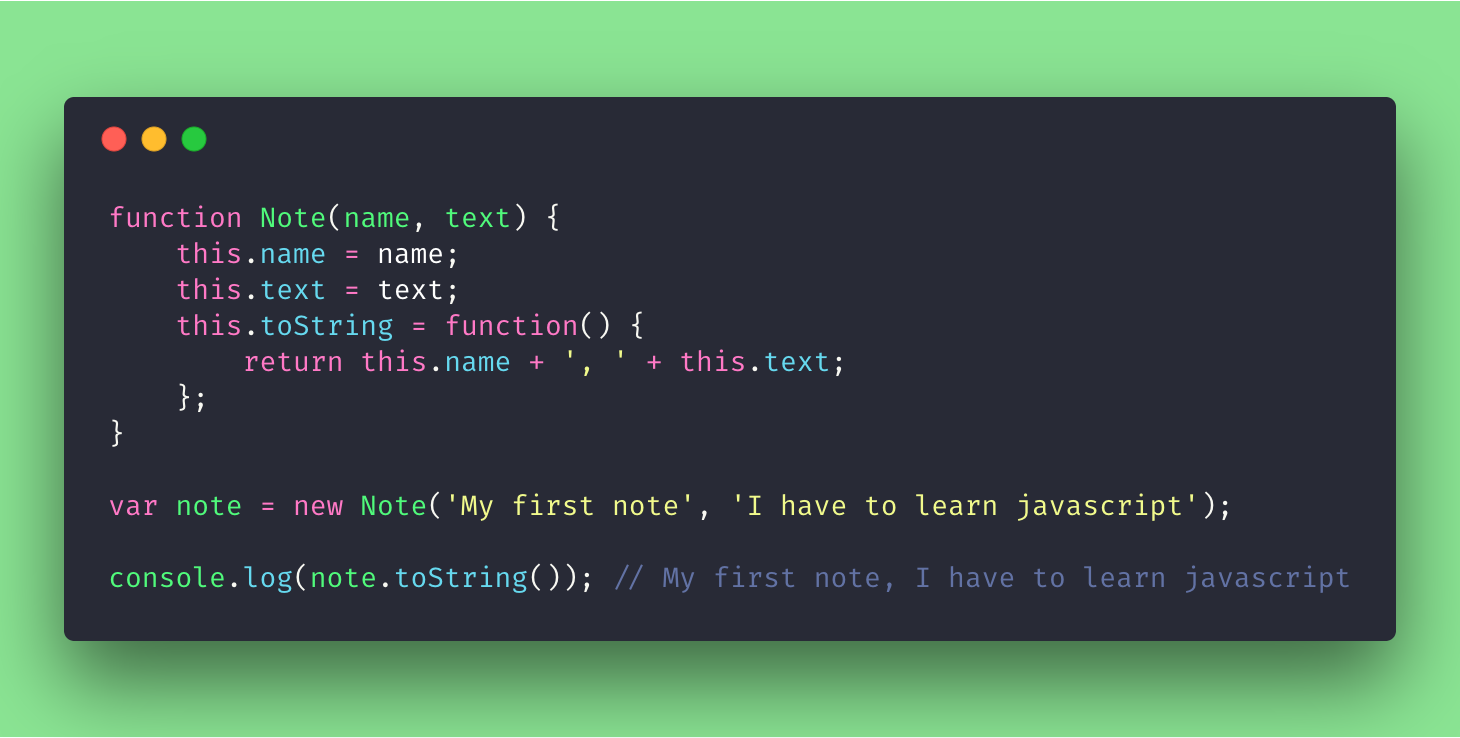 function Note(name, text) {
    this.name = name;
    this.text = text;
    this.toString = function() {
        return this.name + ', ' + this.text;
    };
}

var note = new Note('My first note', 'I have to learn javascript');

console.log(note.toString()); // My first note, I have to learn javascript